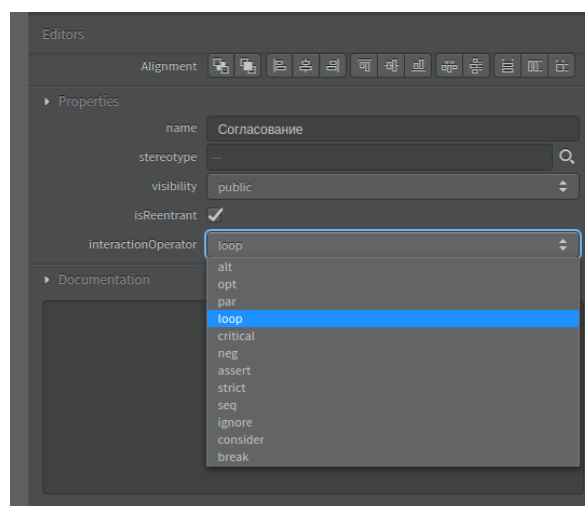 Editors
Alignment
Properties
name Согласование
stereotype —
visibility public
isReentrant
interactionOperator loop
alt
Documentation
opt
par
loop
critical
neg
assert
strict
seq
ignore
consider
break